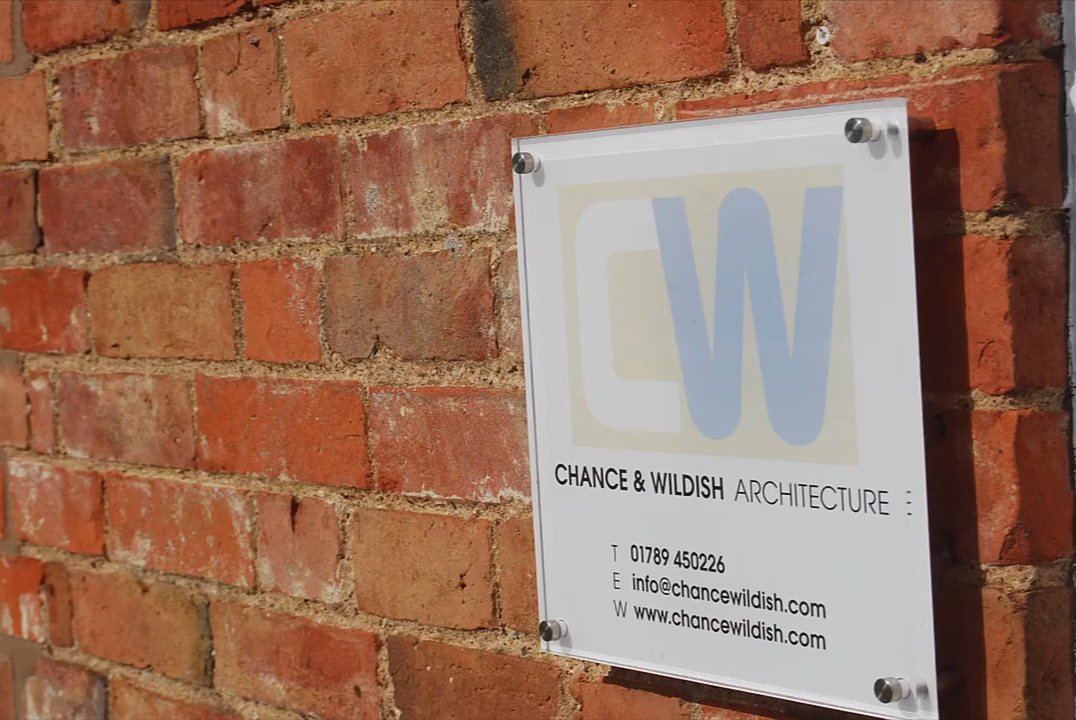 CW
CHANCE & WILDISH ARCHITECTURE
T 01789 450226
E info@chancewildish.com
W www.chancewildish.com